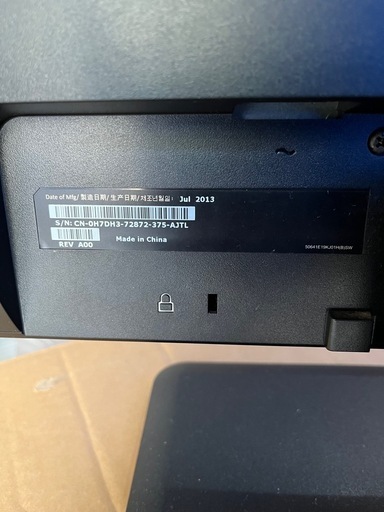 Date of Mfg/ 製造日期/ 生产日期/ 제조년월일: Jul 2013
S/N: CN-0H7DH3-72872-375-AJTL
REV A00 Made in China